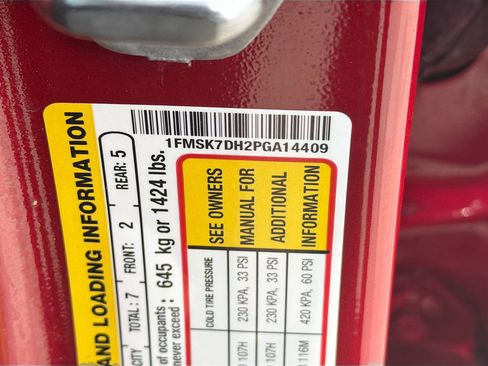 1FMSK7DH2PGA14409
AND LOADING INFORMATION
TOTAL: 7 FRONT: 2 REAR: 5
of occupants
never exceed : 645 kg or 1424 lbs.
COLD TIRE PRESSURE
SEE OWNERS
MANUAL FOR
ADDITIONAL
INFORMATION
107H 230 KPA, 33 PSI
107H 230 KPA, 33 PSI
116M 420 KPA, 60 PSI